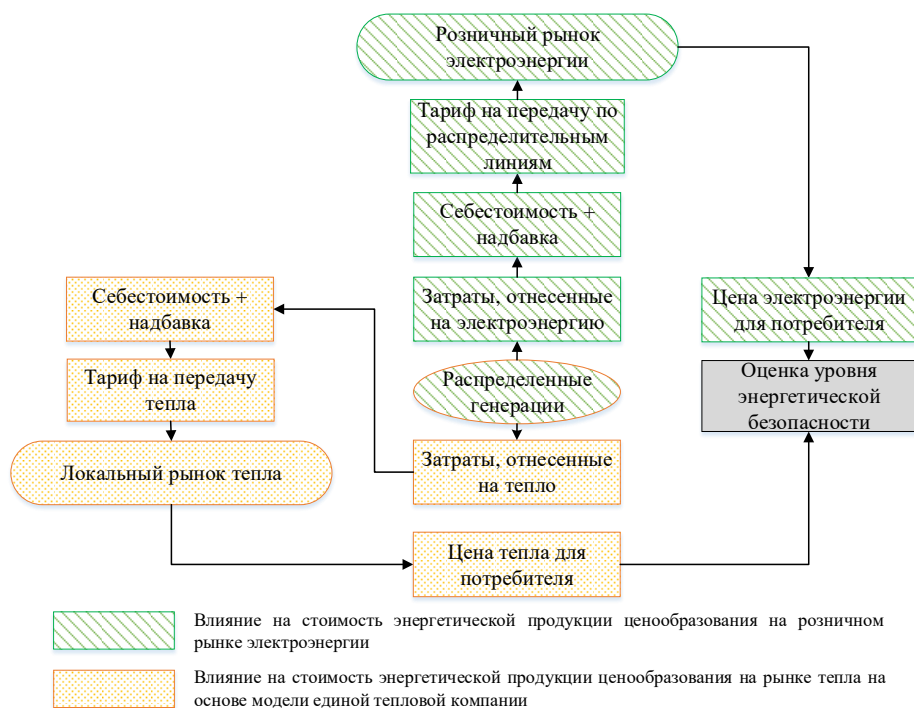 Розничный рынок
электроэнергии
Тариф на передачу по
распределительным
линиям
Себестоимость +
надбавка
Затраты, отнесенные
на электроэнергию
Распределенные
генерации
Затраты, отнесенные
на тепло
Себестоимость +
надбавка
Тариф на передачу
тепла
Локальный рынок тепла
Цена тепла для
потребителя
Цена электроэнергии
для потребителя
Оценка уровня
энергетической
безопасности
Влияние на стоимость энергетической продукции ценообразования на розничном
рынке электроэнергии
Влияние на стоимость энергетической продукции ценообразования на рынке тепла на
основе модели единой тепловой компании